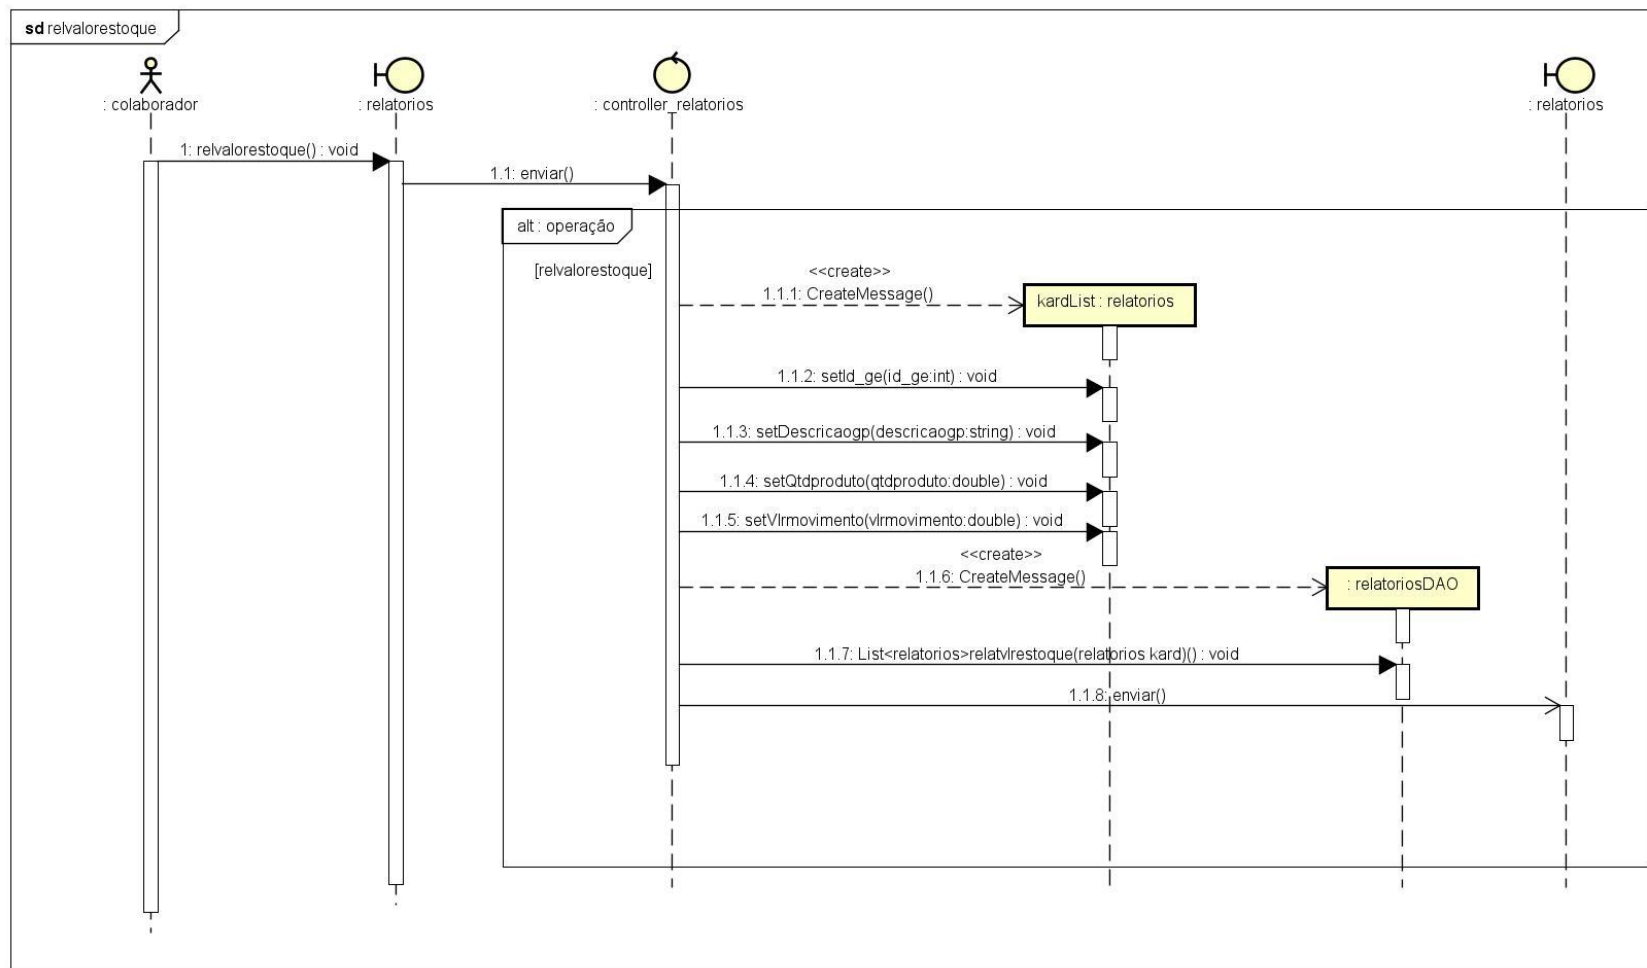 sd relvalorestoque
: colaborador
: relatorios
: controller_relatorios
: relatorios
1: relvalorestoque() : void
1.1: enviar()
alt : operação
[relvalorestoque]
<<create>>
1.1.1: CreateMessage()
kardList : relatorios
1.1.2: setId_ge(id_ge:int) : void
1.1.3: setDescricaogp(descricaogp:string) : void
1.1.4: setQtdproduto(qtdproduto:double) : void
1.1.5: setVlrmovimento(vlrmovimento:double) : void
<<create>>
1.1.6: CreateMessage()
: relatoriosDAO
1.1.7: List<relatorios>relatvlrestoque(relatorios kard)() : void
1.1.8: enviar()